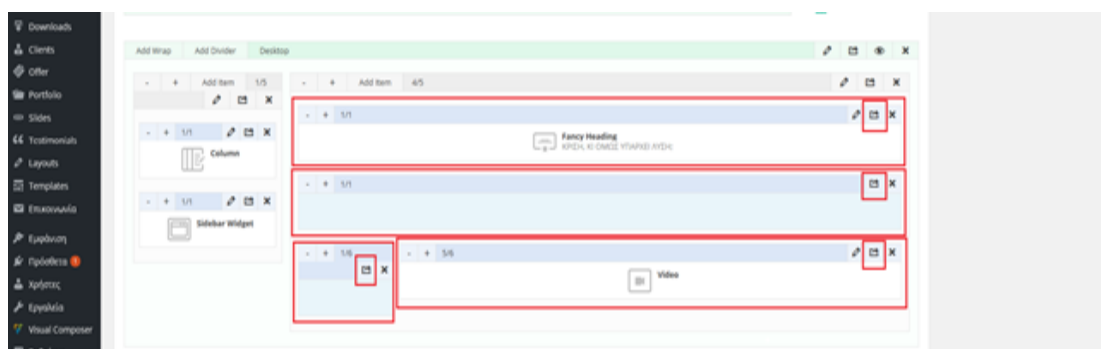 Downloads
Clients
Offer
Portfolio
Slides
Testimonials
Layouts
Templates
Επικοινωνία
Εμφάνιση
Πρόσθετα 1
Χρήστες
Εργαλεία
Visual Composer
Add Wrap Add Divider Desktop
- + Add Item 1/5
- + 1/1
Column
- + 1/1
Sidebar Widget
- + Add Item 4/5
- + 1/1
Fancy Heading
ΚΡΙΣΗ, ΚΙ ΟΜΩΣ ΥΠΑΡΧΕΙ ΛΥΣΗ;
- + 1/1
- + 1/6
- + 5/6
Video